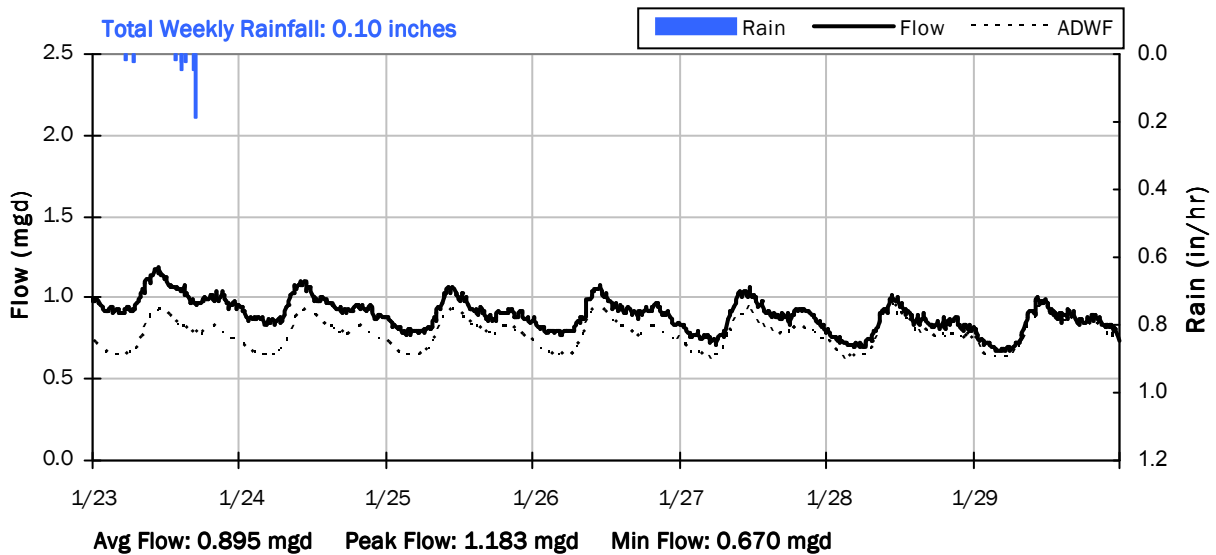 Total Weekly Rainfall: 0.10 inches
Rain Flow ADWF
2.5
2.0
1.5
1.0
0.5
0.0
Flow (mgd)
0.0
0.2
0.4
0.6
0.8
1.0
1.2
Rain (in/hr)
1/23 1/24 1/25 1/26 1/27 1/28 1/29
Avg Flow: 0.895 mgd Peak Flow: 1.183 mgd Min Flow: 0.670 mgd